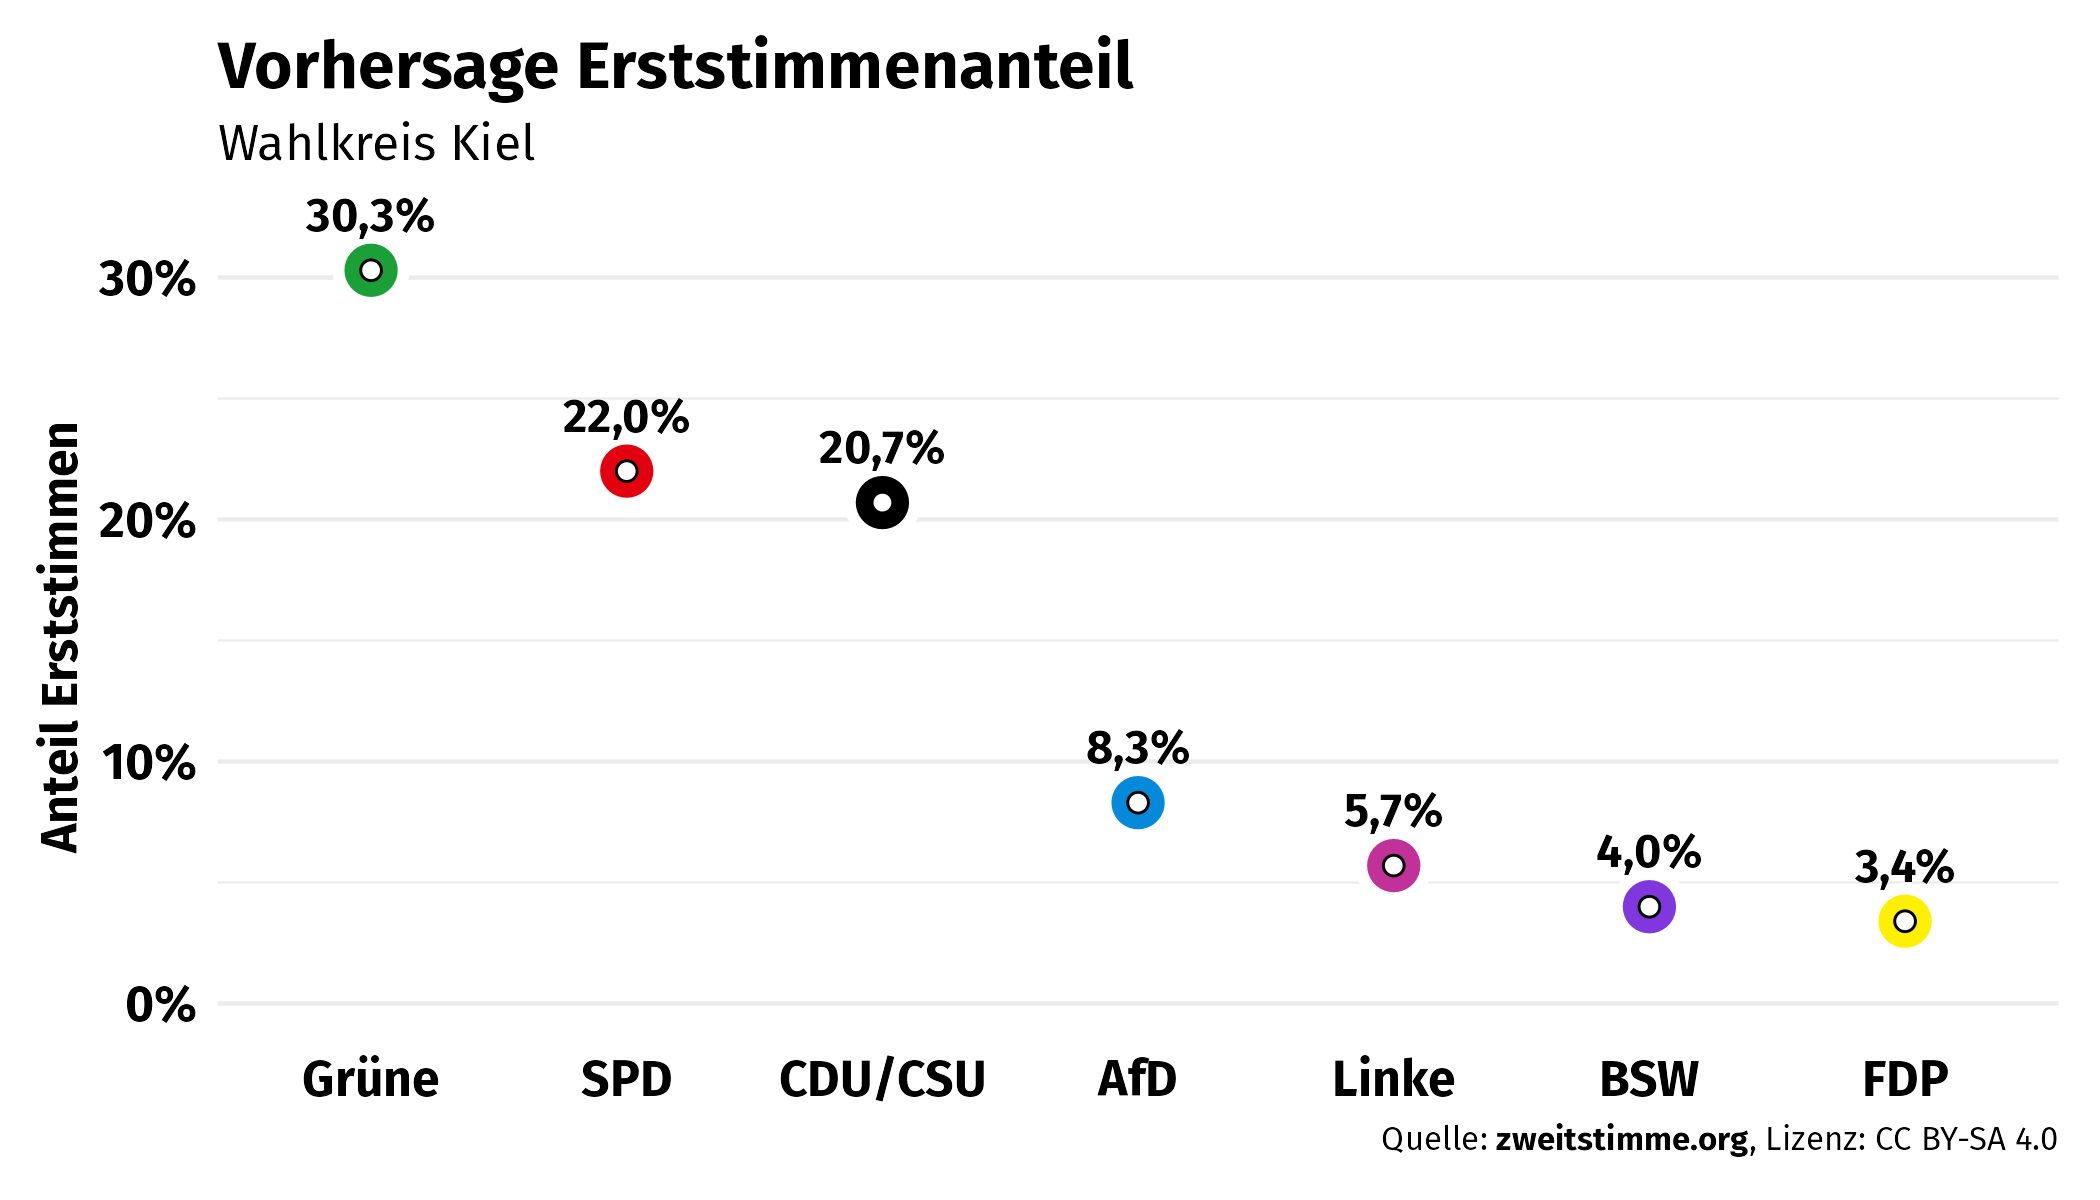 Vorhersage Erststimmenanteil
Wahlkreis Kiel
30,3%
30%
22,0%
20,7%
20%
Anteil Erststimmen
8,3%
10%
5,7%
4,0%
3,4%
0%
Grüne SPD CDU/CSU AfD Linke BSW FDP
Quelle: zweitstimme.org, Lizenz: CC BY-SA 4.0